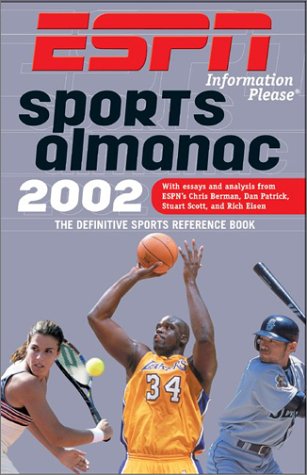 ESPN
Information
Please®
sports
almanac
2002
With essays and analysis from
ESPN's Chris Berman, Dan Patrick,
Stuart Scott, and Rich Eisen
THE DEFINITIVE SPORTS REFERENCE BOOK
34